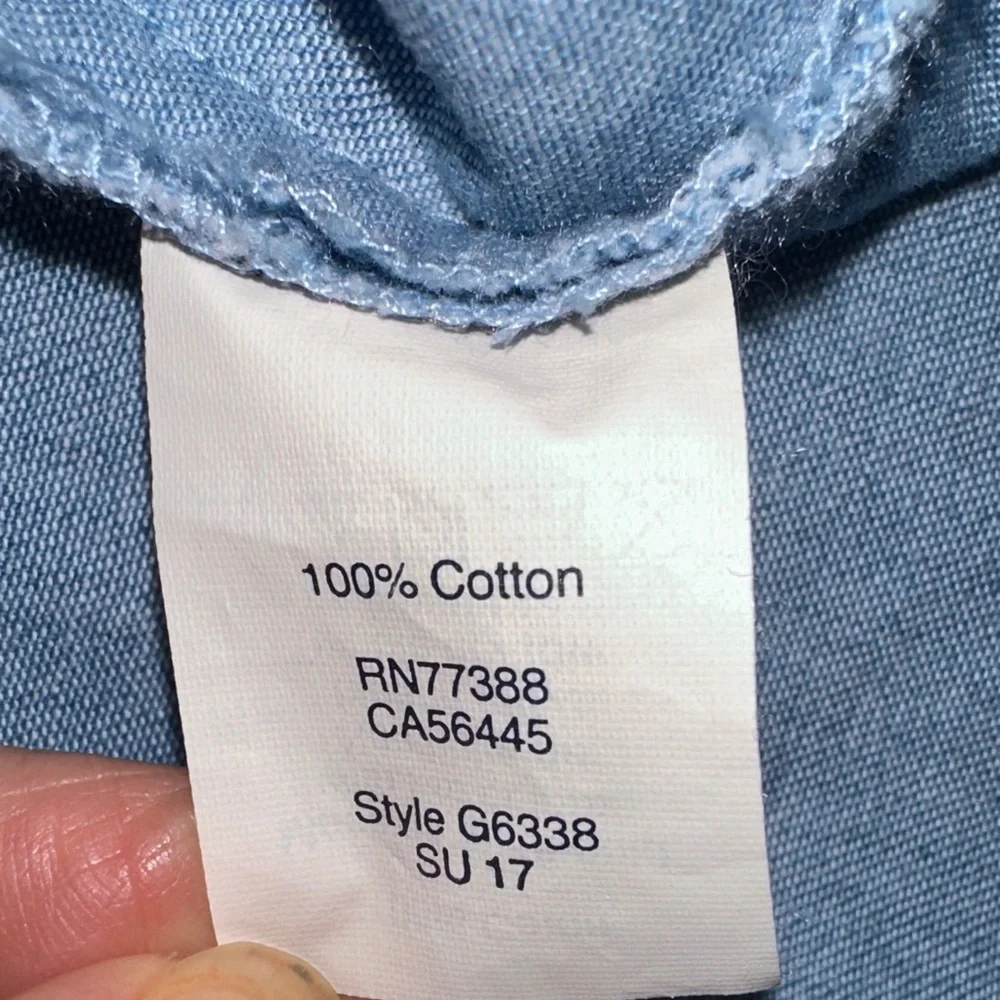 100% Cotton
RN77388
CA56445
Style G6338
SU 17